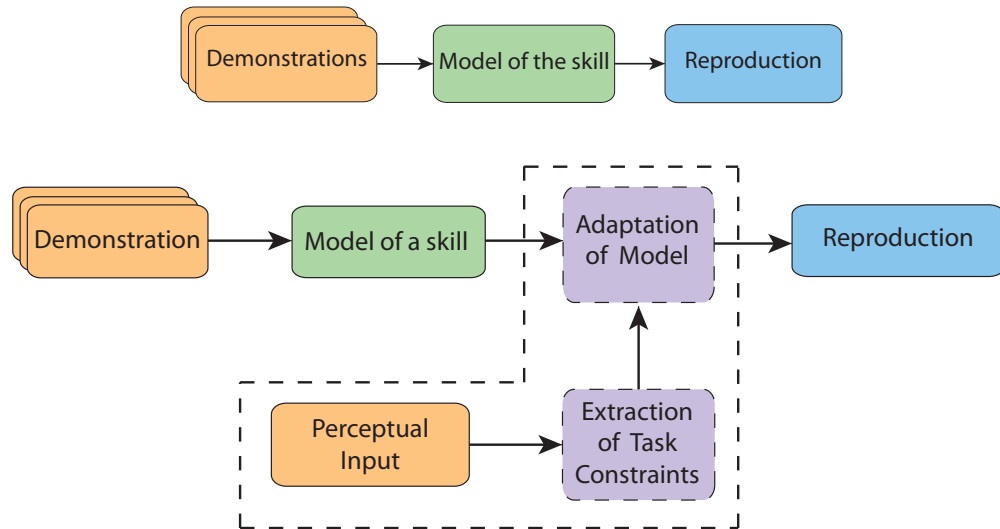 Demonstrations
Model of the skill
Reproduction
Demonstration
Model of a skill
Adaptation
of Model
Reproduction
Perceptual
Input
Extraction
of Task
Constraints